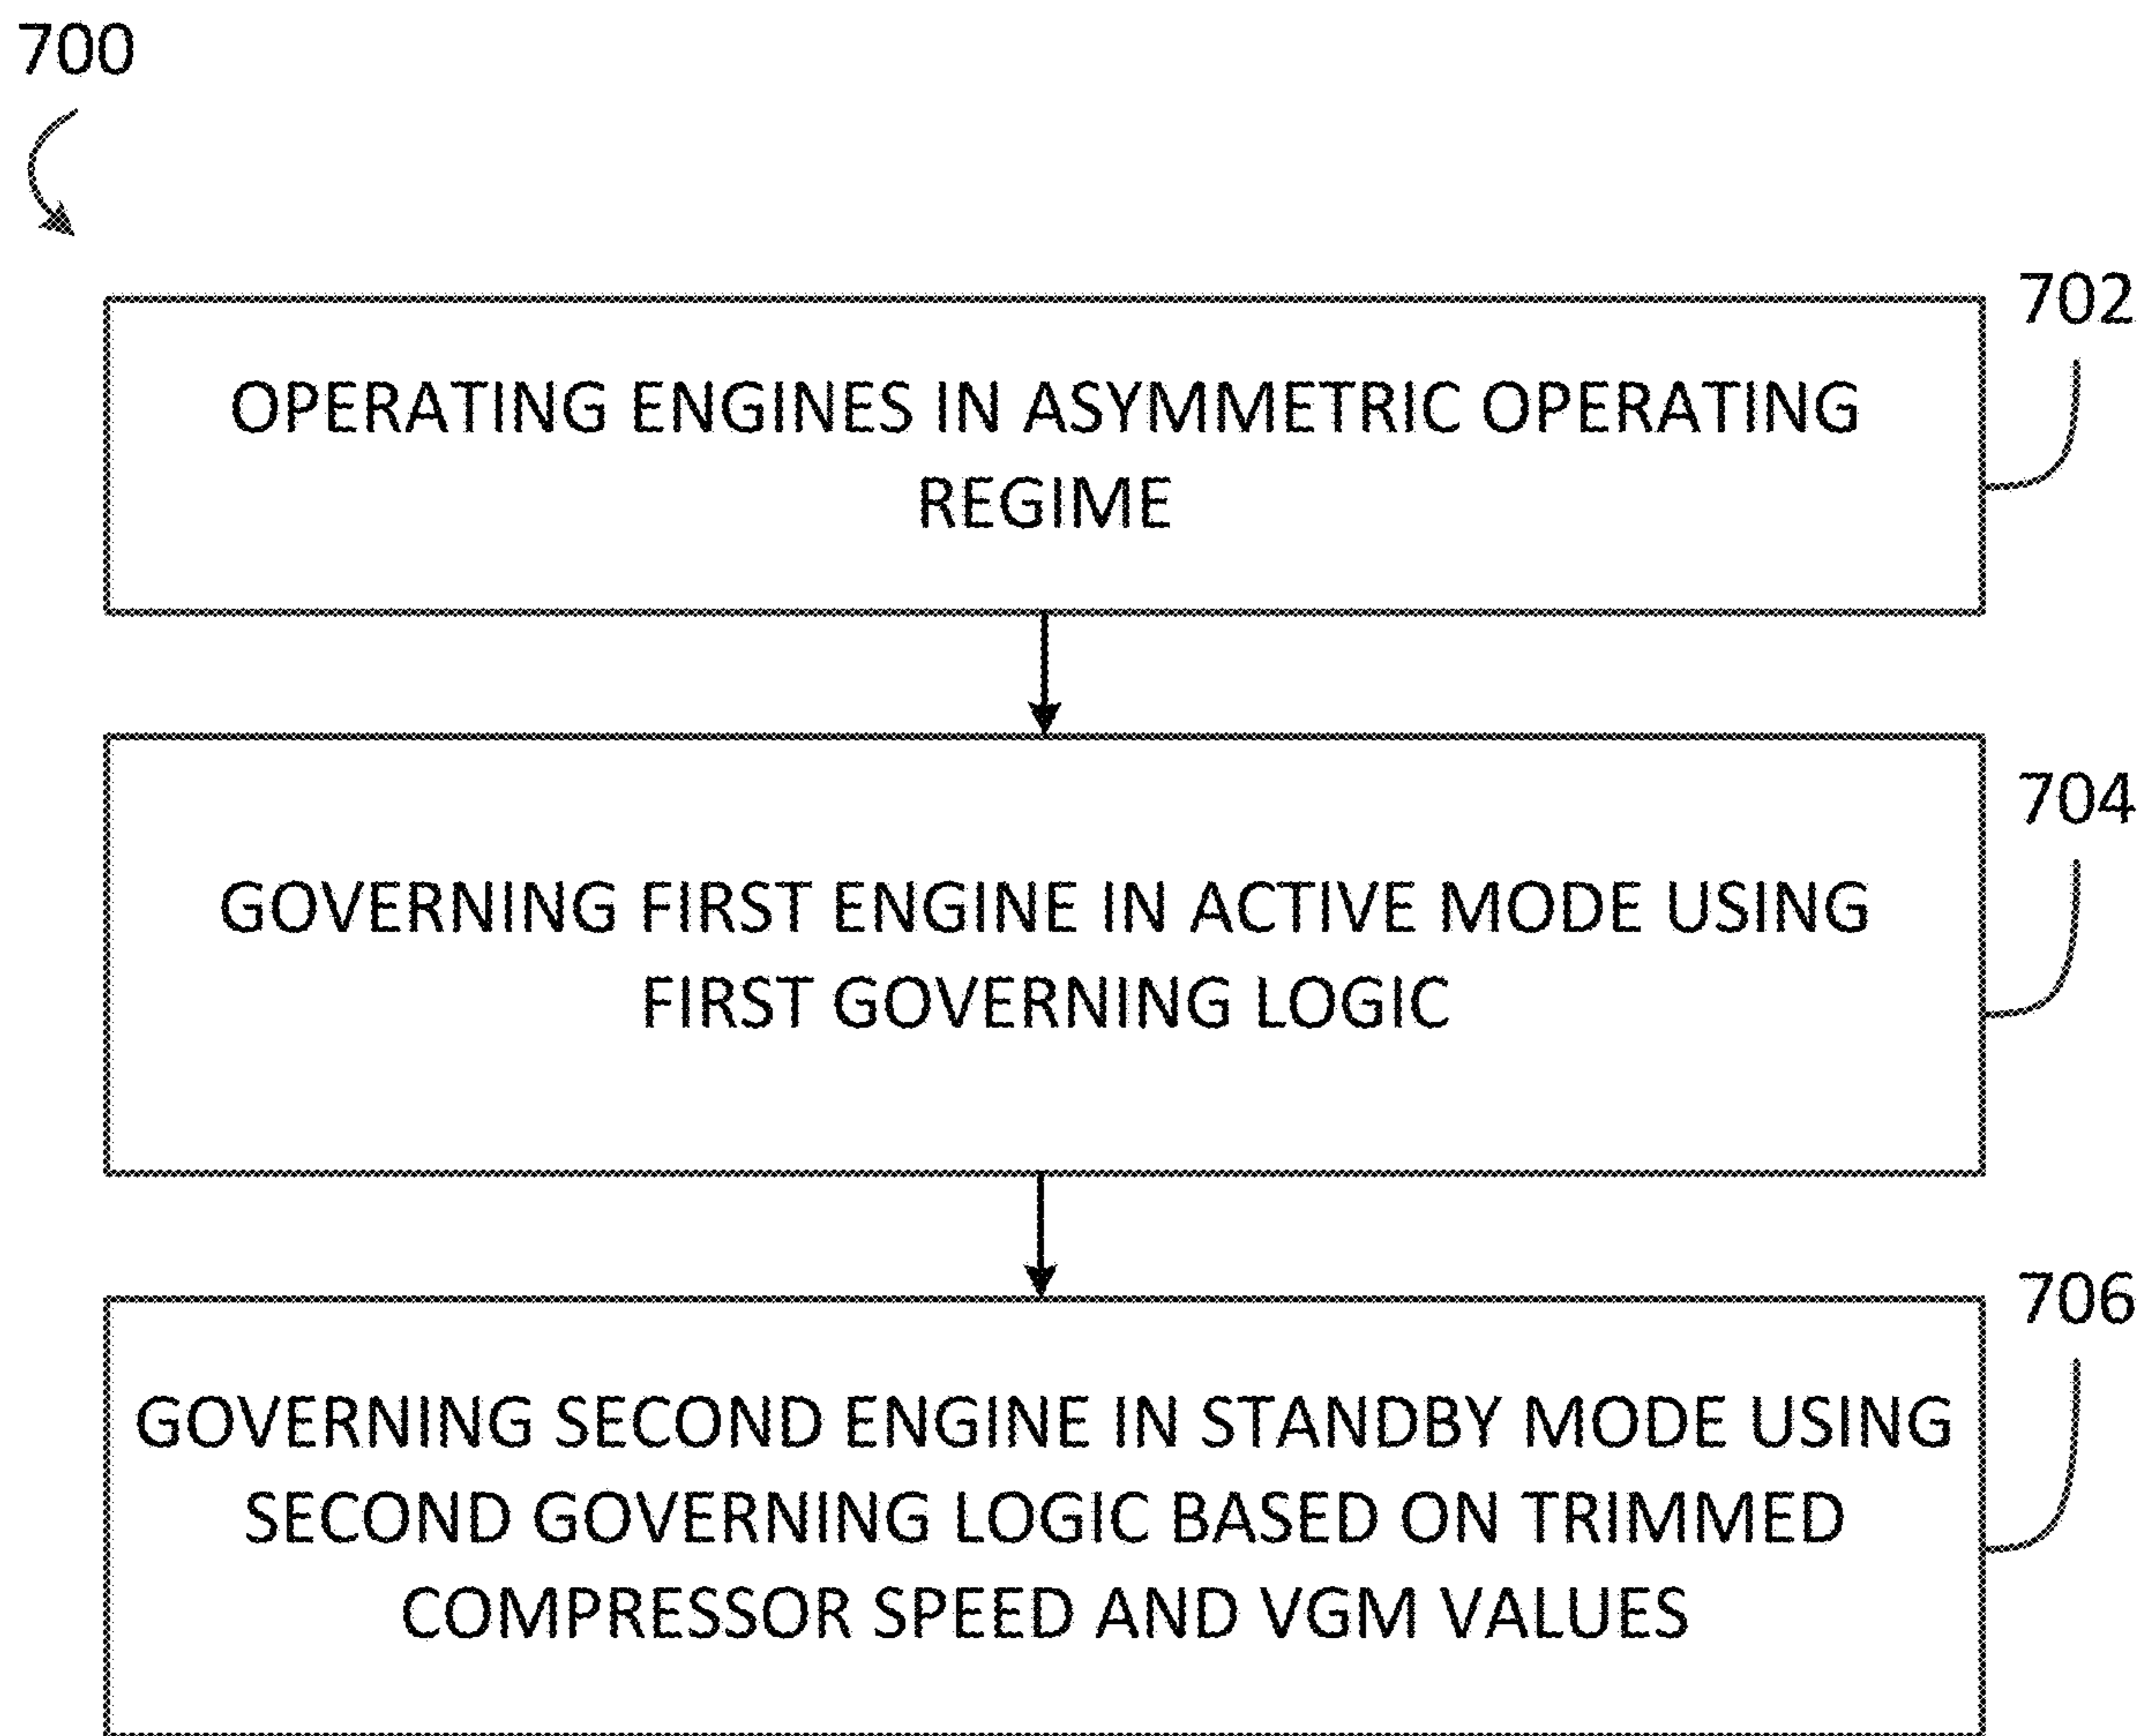 700
702
OPERATING ENGINES IN ASYMMETRIC OPERATING
REGIME
704
GOVERNING FIRST ENGINE IN ACTIVE MODE USING
FIRST GOVERNING LOGIC
706
GOVERNING SECOND ENGINE IN STANDBY MODE USING
SECOND GOVERNING LOGIC BASED ON TRIMMED
COMPRESSOR SPEED AND VGM VALUES